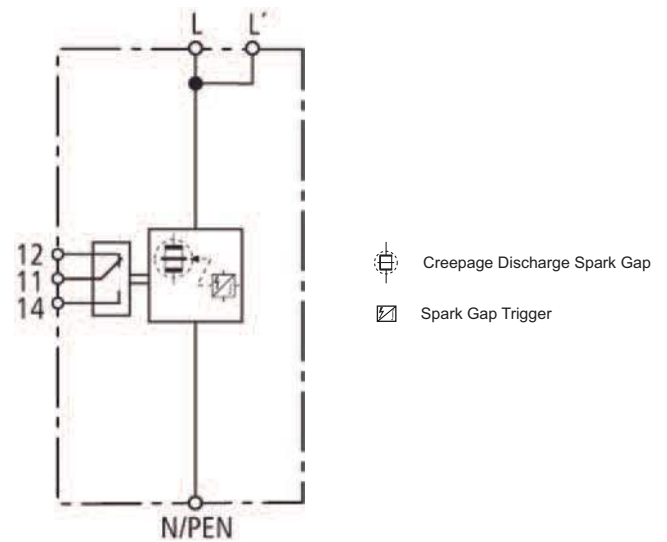 L L´
12
11
14
Creepage Discharge Spark Gap
Spark Gap Trigger
N/PEN